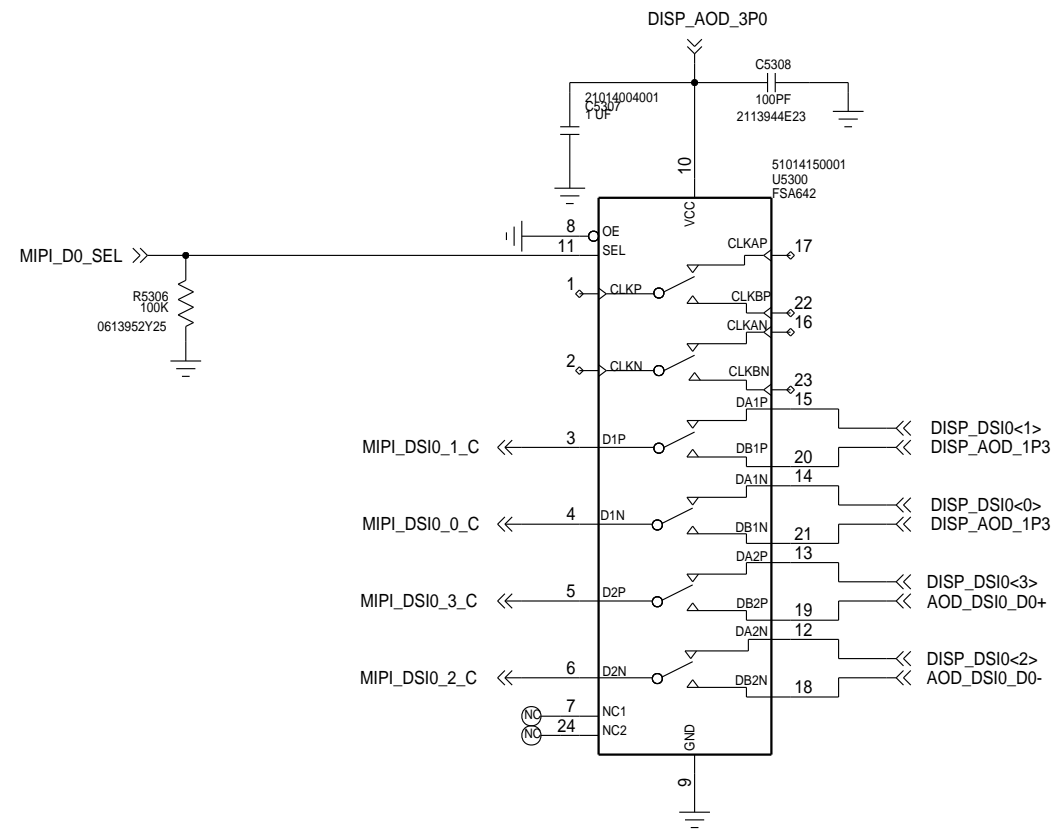 DISP_AOD_3P0
C5308
100PF
2113944E23
21014004001
C5307
1 UF
10
VCC
51014150001
U5300
FSA642
8 OE
MIPI_D0_SEL 11 SEL
R5306
100K
0613952Y25
CLKAP 17
1 CLKP
CLKBP 22
CLKAN 16
2 CLKN
CLKBN 23
DA1P 15
DISP_DSI0<1>
MIPI_DSI0_1_C 3 D1P DB1P 20 DISP_AOD_1P3
DA1N 14
DISP_DSI0<0>
MIPI_DSI0_0_C 4 D1N DB1N 21 DISP_AOD_1P3
DA2P 13
DISP_DSI0<3>
MIPI_DSI0_3_C 5 D2P DB2P 19 AOD_DSI0_D0+
DA2N 12
DISP_DSI0<2>
MIPI_DSI0_2_C 6 D2N DB2N 18 AOD_DSI0_D0-
NC 7 NC1
NC 24 NC2
GND
9